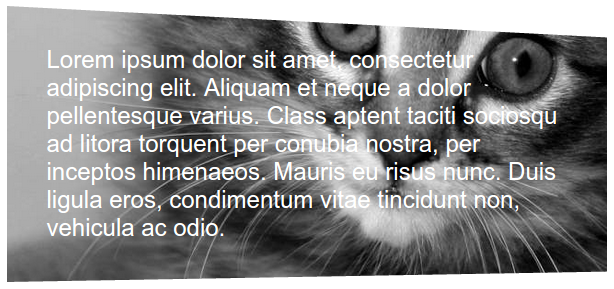 Lorem ipsum dolor sit amet, consectetur
adipiscing elit. Aliquam et neque a dolor
pellentesque varius. Class aptent taciti sociosqu
ad litora torquent per conubia nostra, per
inceptos himenaeos. Mauris eu risus nunc. Duis
ligula eros, condimentum vitae tincidunt non,
vehicula ac odio.